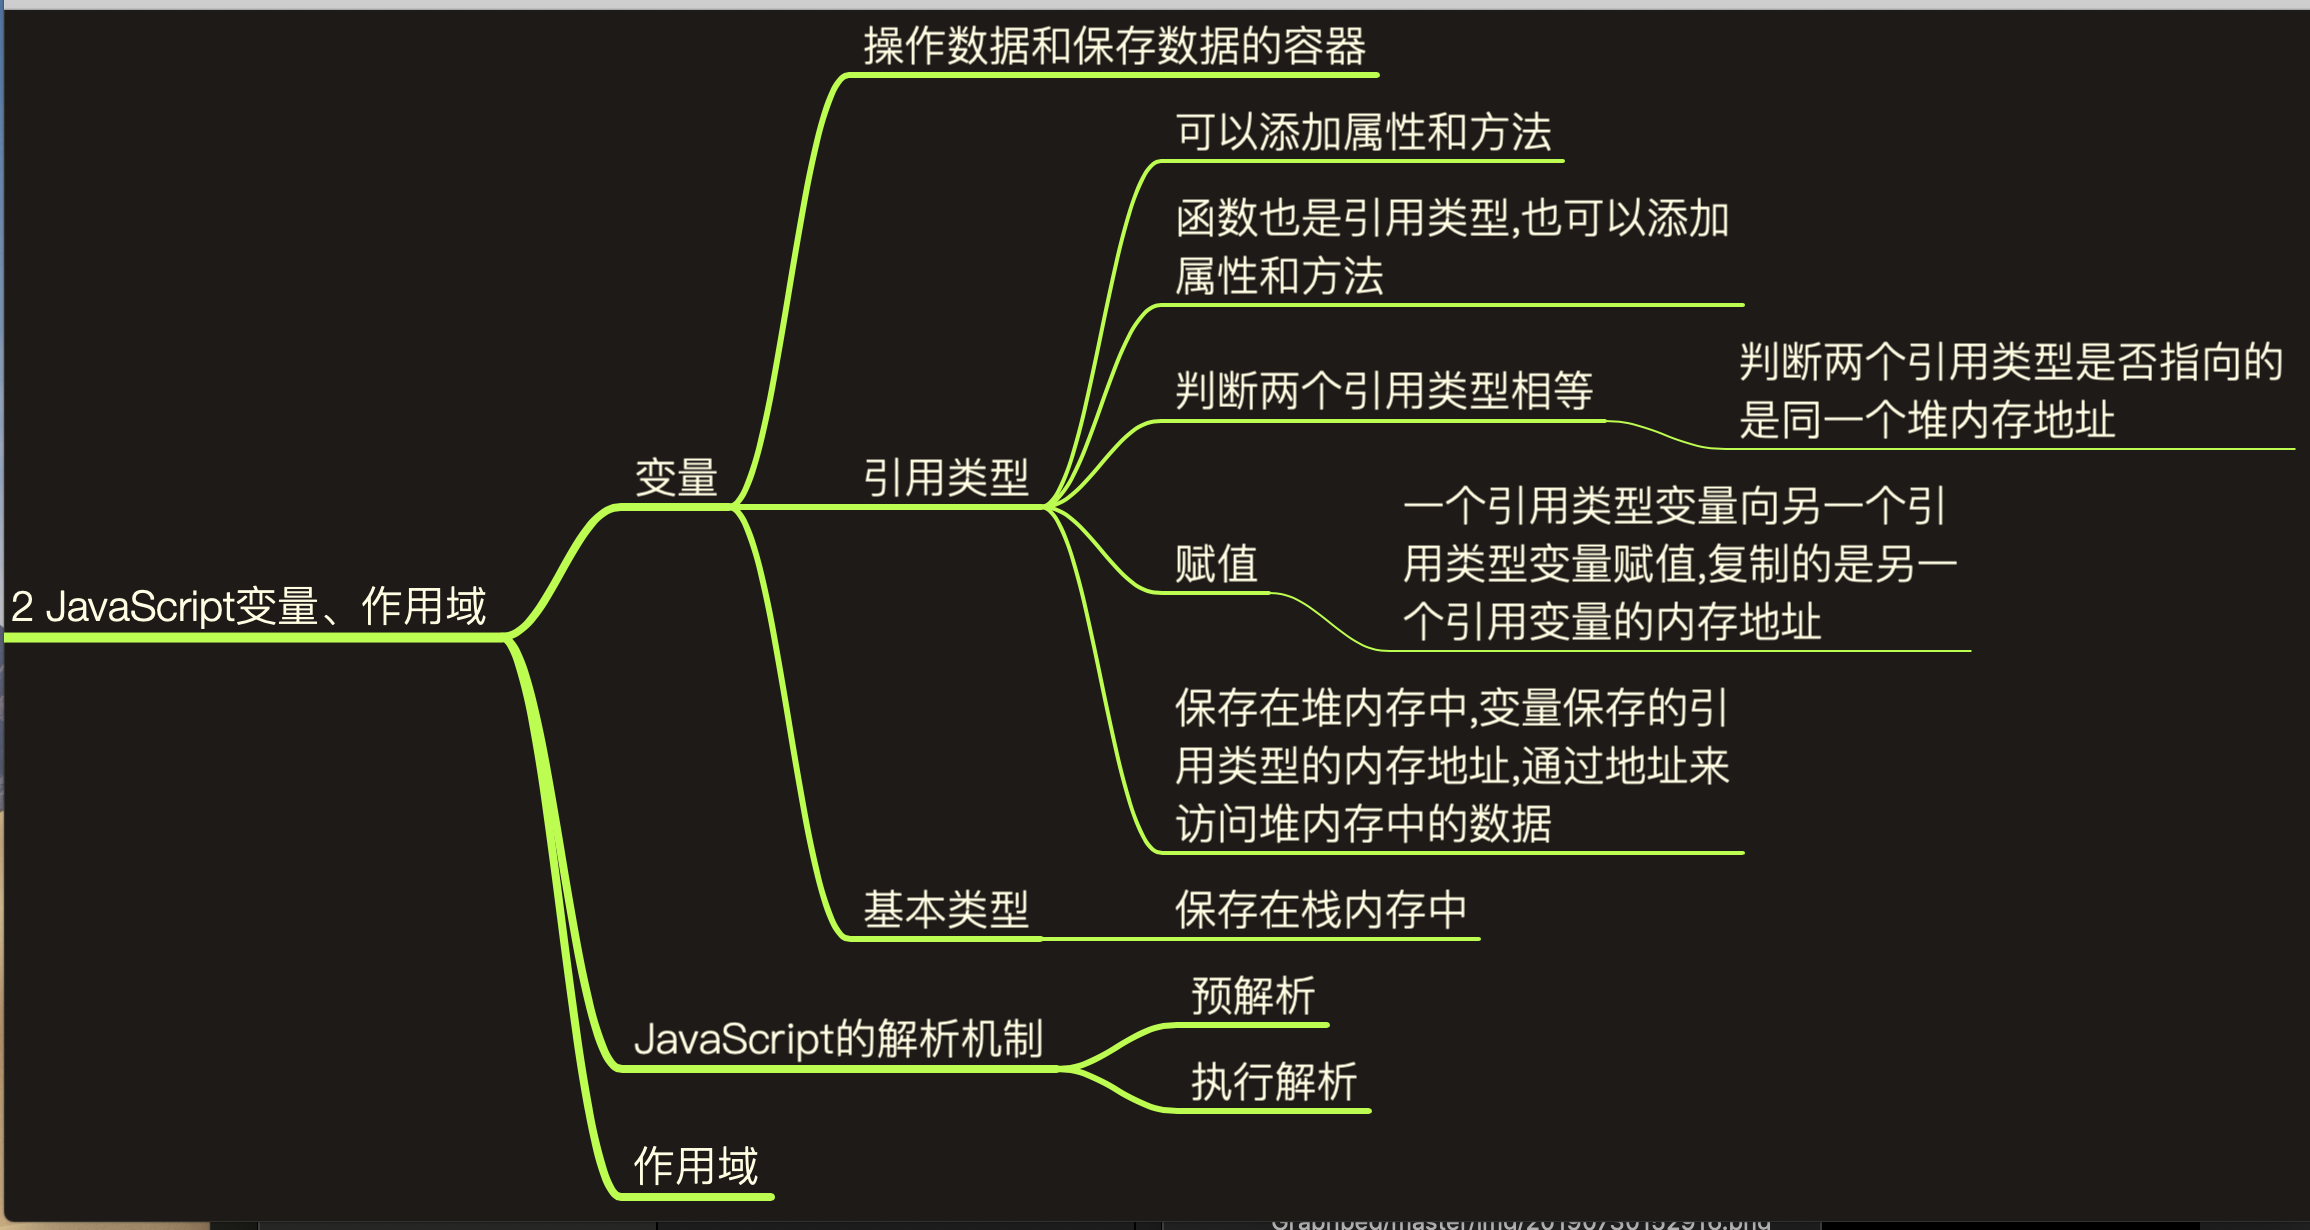 操作数据和保存数据的容器
可以添加属性和方法
函数也是引用类型,也可以添加
属性和方法
判断两个引用类型是否指向的
是同一个堆内存地址
判断两个引用类型相等
变量
引用类型
一个引用类型变量向另一个引
用类型变量赋值,复制的是另一
个引用变量的内存地址
赋值
2 JavaScript变量、作用域
保存在堆内存中,变量保存的引
用类型的内存地址,通过地址来
访问堆内存中的数据
基本类型
保存在栈内存中
预解析
JavaScript的解析机制
执行解析
作用域
Graphbed/master/img/20190730152916.png